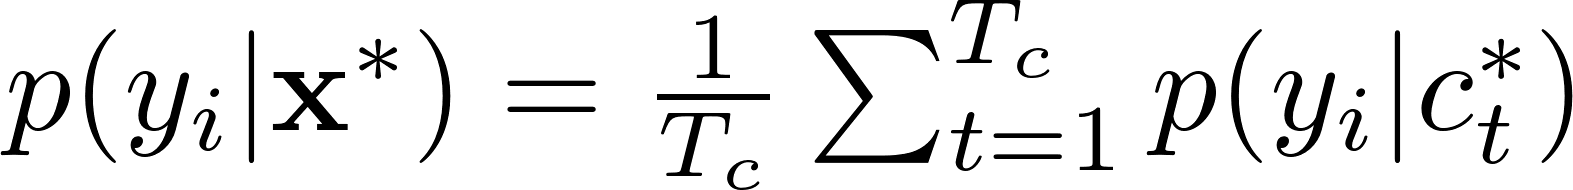 $p(y_i|\mathbf{x}^*) = \frac{1}{T_c} \sum_{t=1}^{T_c} p(y_i|c_t^*)$